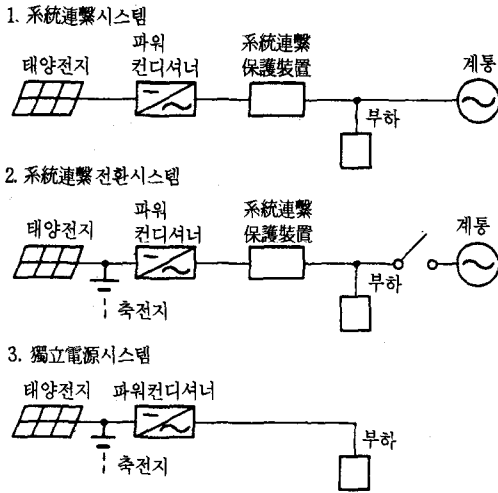 1. 系統連繫시스템
태양전지
파워
컨디셔너
系統連繫
保護裝置
부하
계통
2. 系統連繫 전환시스템
태양전지
파워
컨디셔너
系統連繫
保護裝置
부하
계통
축전지
3. 獨立電源시스템
태양전지 파워컨디셔너
부하
축전지